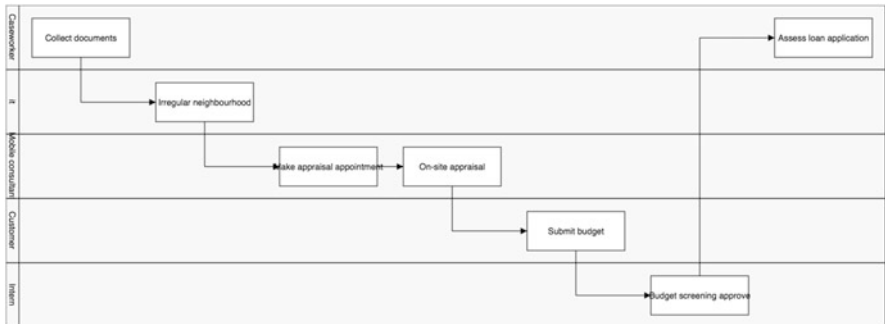 Caseworker
Collect documents
Assess loan application
it
Irregular neighbourhood
Mobile consultant
Make appraisal appointment
On-site appraisal
Customer
Submit budget
Intern
Budget screening approve